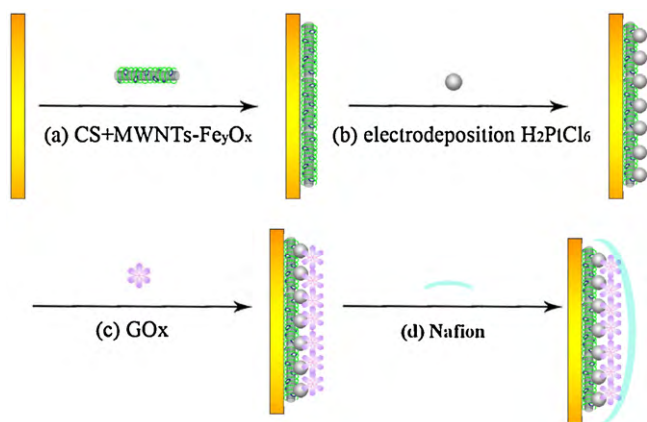 (a) CS+MWNTs-FeyOx
(b) electrodeposition H2PtCl6
(c) GOx
(d) Nafion